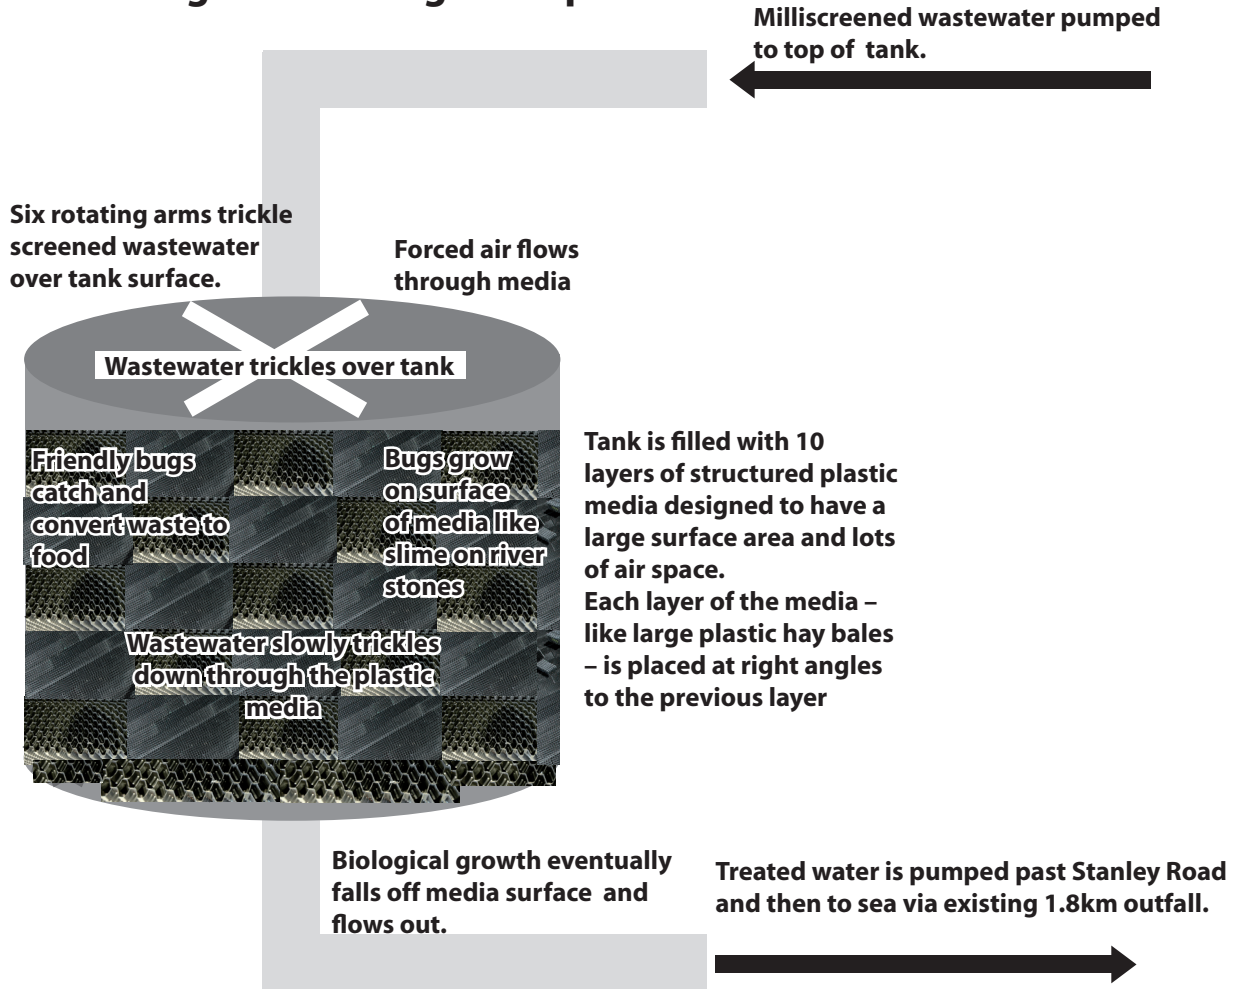 Milliscreened wastewater pumped
to top of tank.
Six rotating arms trickle
screened wastewater
over tank surface.
Forced air flows
through media
Wastewater trickles over tank
Friendly bugs
catch and
convert waste to
food
Bugs grow
on surface
of media like
slime on river
stones
Wastewater slowly trickles
down through the plastic
media
Tank is filled with 10
layers of structured plastic
media designed to have a
large surface area and lots
of air space.
Each layer of the media –
like large plastic hay bales
– is placed at right angles
to the previous layer
Biological growth eventually
falls off media surface and
flows out.
Treated water is pumped past Stanley Road
and then to sea via existing 1.8km outfall.